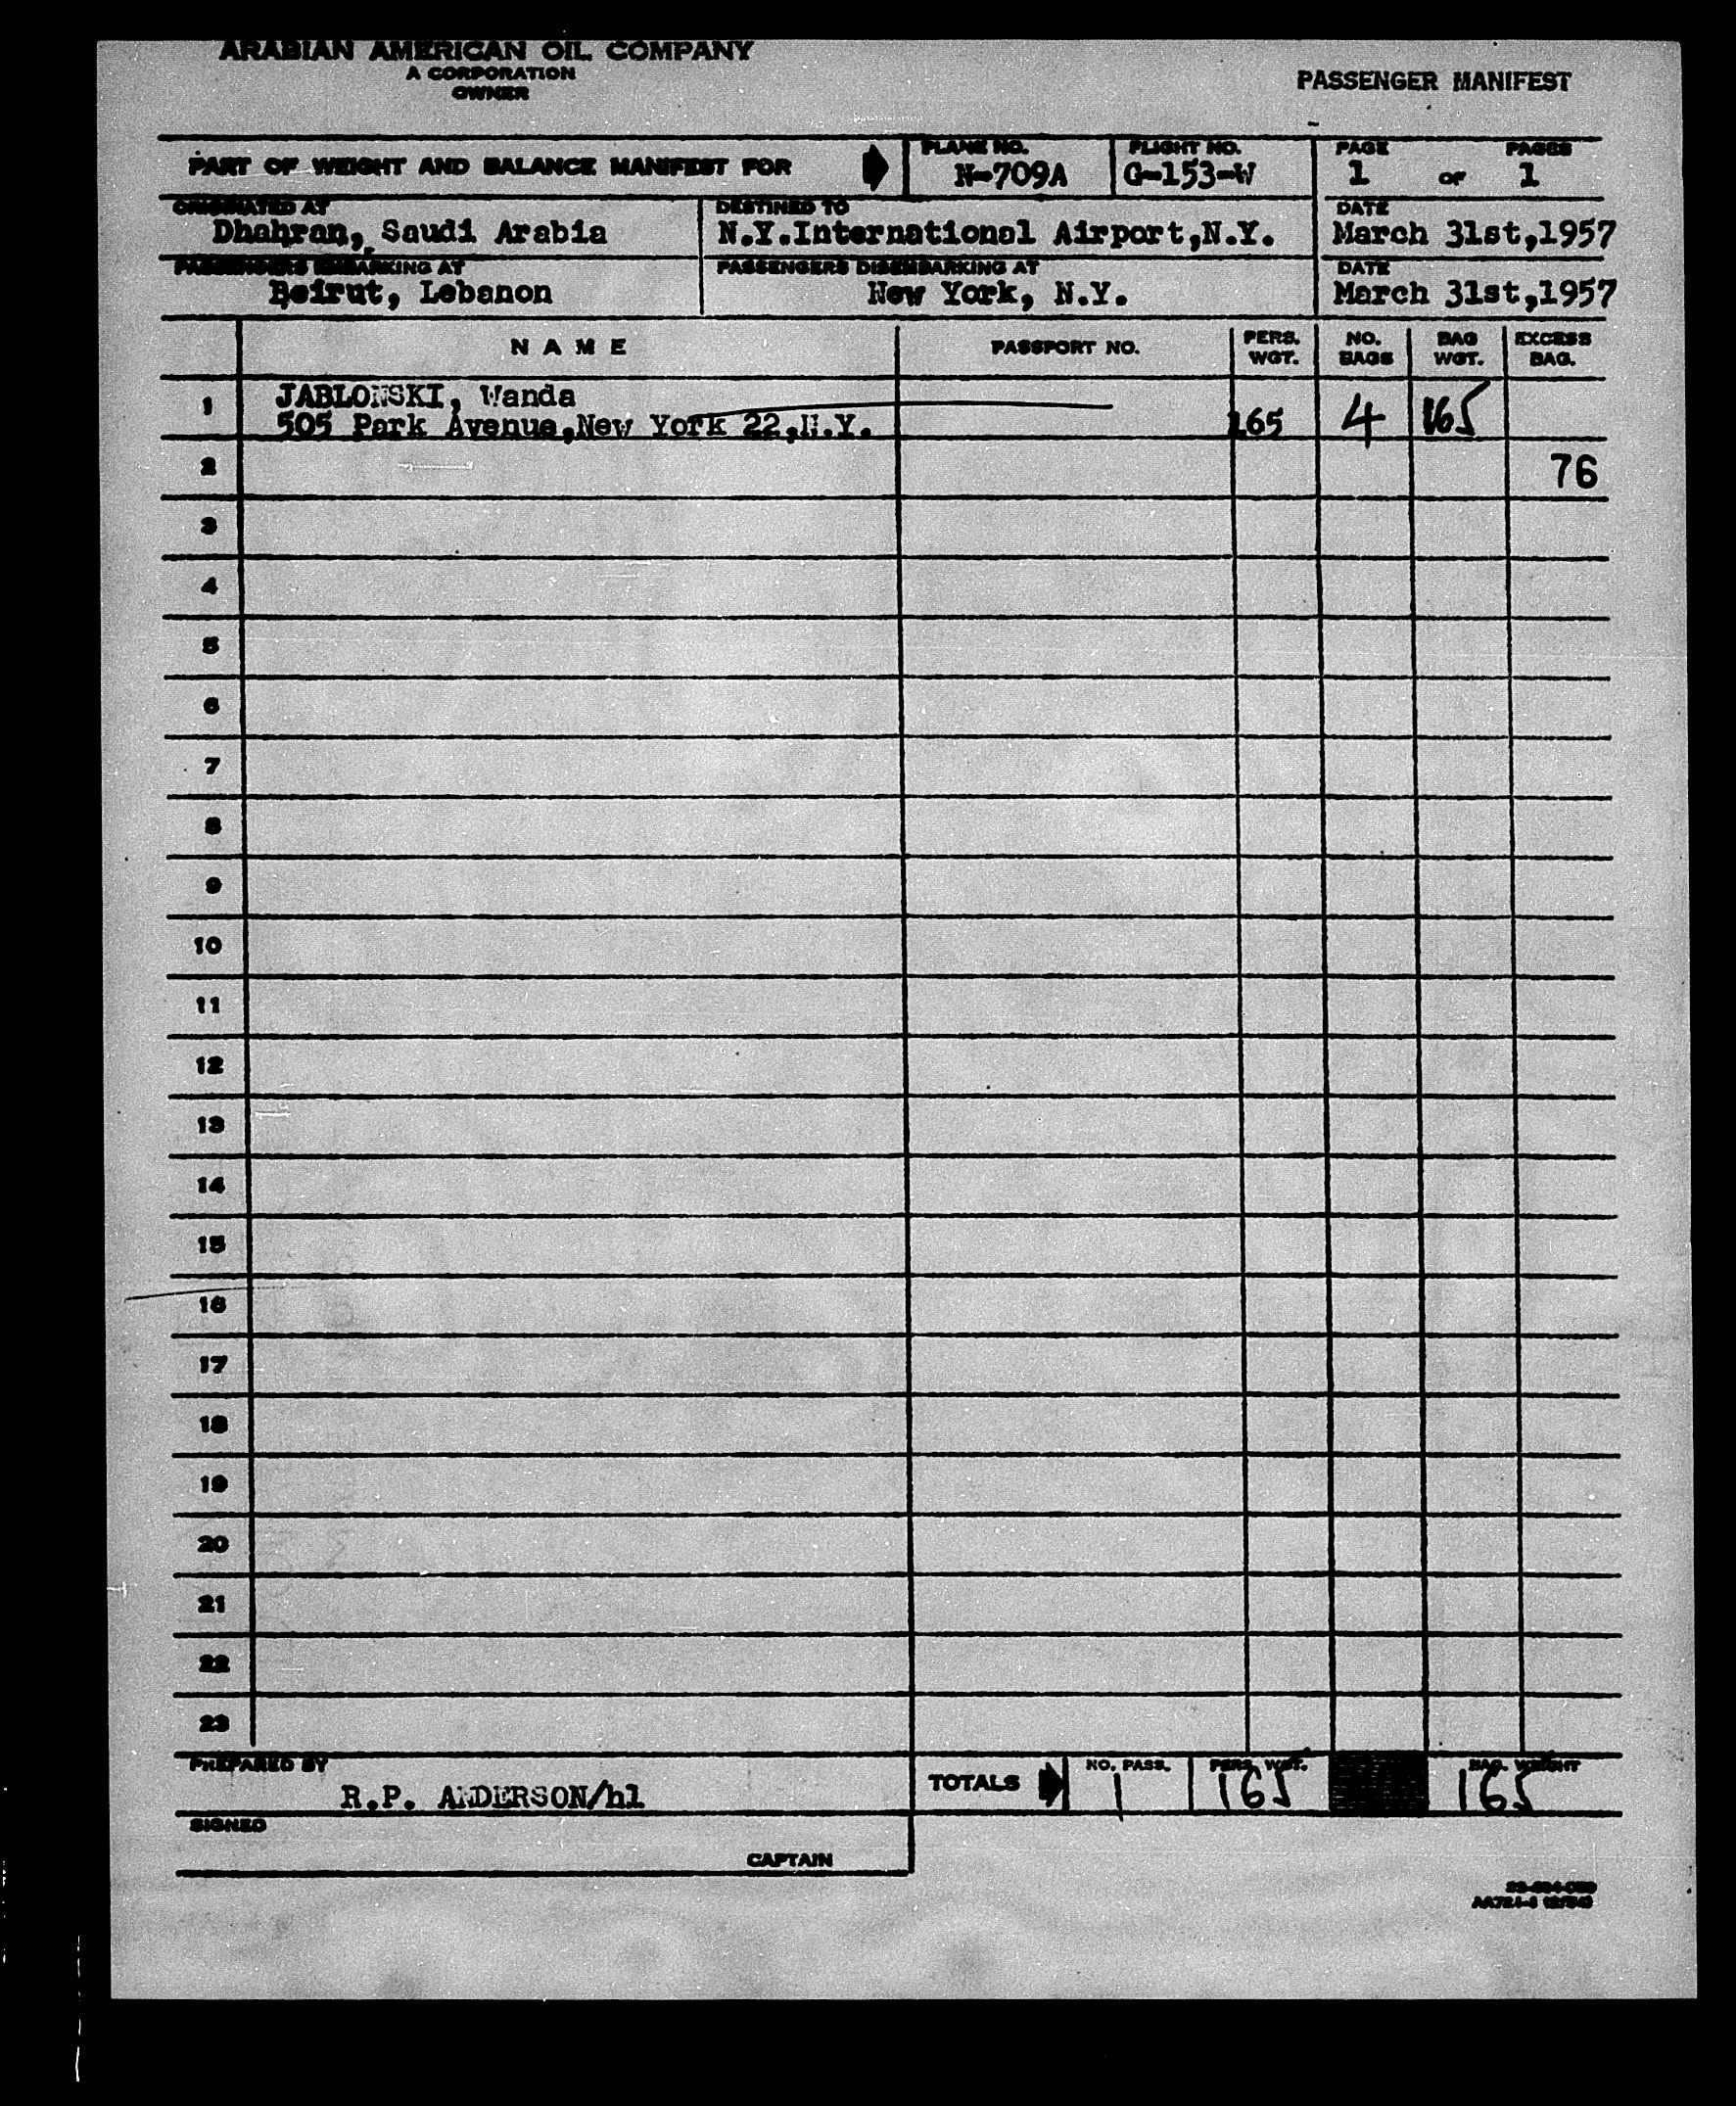 ARABIAN AMERICAN OIL COMPANY
A CORPORATION
OWNER
PASSENGER MANIFEST
PART OF WEIGHT AND BALANCE MANIFEST FOR
PLANE NO.
N-709A
FLIGHT NO.
G-153-W
PAGE PAGES
1 OF 1
ORIGINATED AT
Dhahran, Saudi Arabia
DESTINED TO
N.Y.International Airport,N.Y.
DATE
March 31st,1957
PASSENGERS EMBARKING AT
Beirut, Lebanon
PASSENGERS DISEMBARKING AT
New York, N.Y.
DATE
March 31st,1957
NAME
PASSPORT NO.
PERS. WGT.
NO. BAGS
BAG WGT.
EXCESS BAG.
1 JABLONSKI, Wanda
505 Park Avenue,New York 22,N.Y. 165 4 165
2 76
3
4
5
6
7
8
9
10
11
12
13
14
15
16
17
18
19
20
21
22
23
PREPARED BY
R.P. ANDERSON/hl
TOTALS
NO. PASS.
1
PERS. WGT.
165
BAG. WEIGHT
165
SIGNED
CAPTAIN